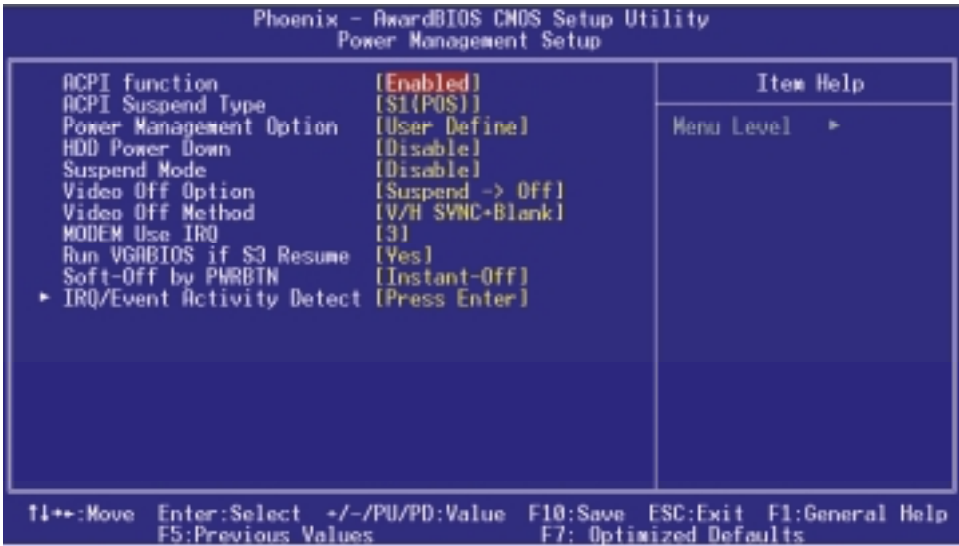 Phoenix - AwardBIOS CMOS Setup Utility
Power Management Setup
ACPI function [Enabled]
ACPI Suspend Type [S1(POS)]
Power Management Option [User Define]
HDD Power Down [Disable]
Suspend Mode [Disable]
Video Off Option [Suspend -> Off]
Video Off Method [V/H SYNC+Blank]
MODEM Use IRQ [3]
Run VGABIOS if S3 Resume [Yes]
Soft-Off by PWRBTN [Instant-Off]
► IRQ/Event Activity Detect [Press Enter]
Item Help
Menu Level ►
↑↓→←:Move Enter:Select +/-/PU/PD:Value F10:Save ESC:Exit F1:General Help
F5:Previous Values F7: Optimized Defaults